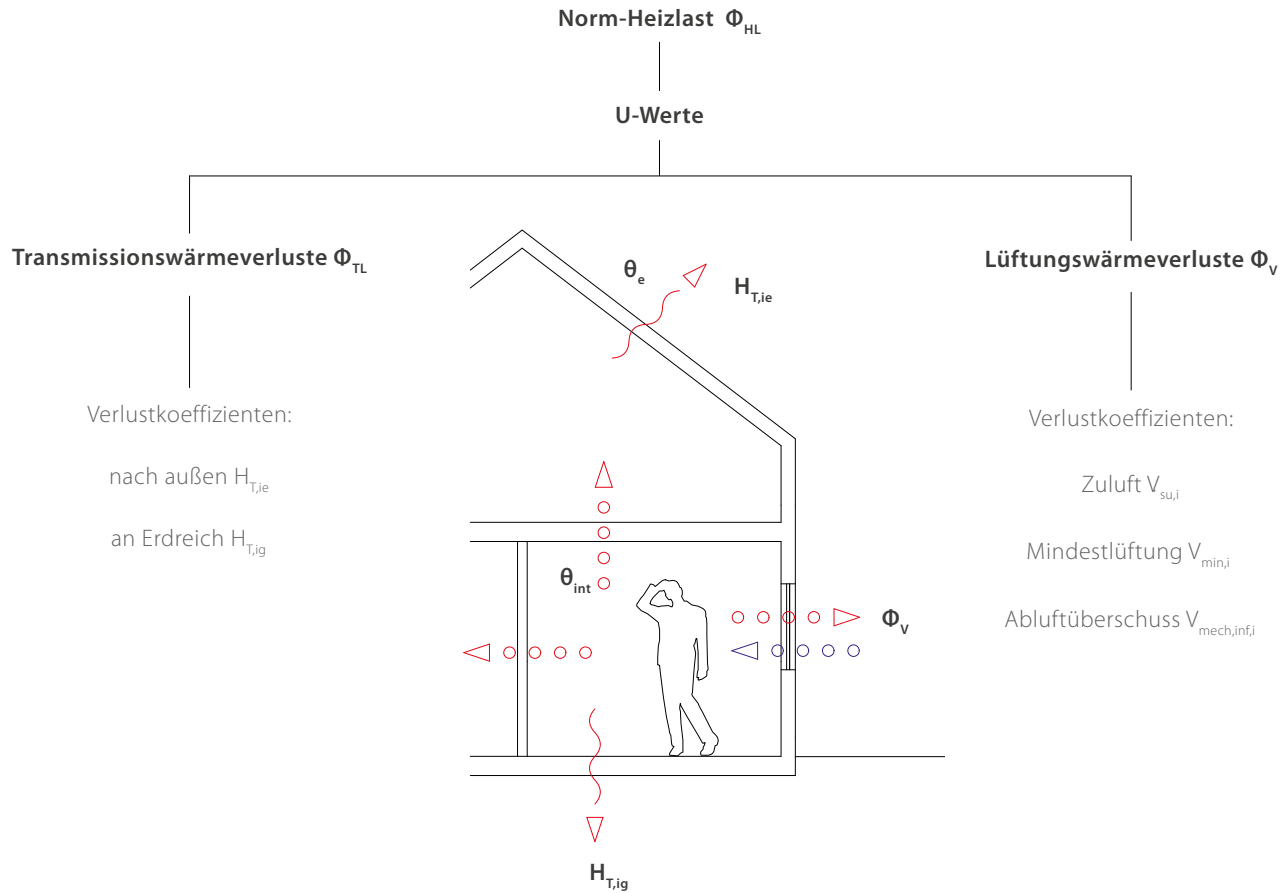 Norm-Heizlast Φ_HL
U-Werte
Transmissionswärmeverluste Φ_TL
Lüftungswärmeverluste Φ_V
θ_e
H_T,ie
Verlustkoeffizienten:
nach außen H_T,ie
an Erdreich H_T,ig
Verlustkoeffizienten:
Zuluft V̇_su,i
Mindestlüftung V_min,i
Abluftüberschuss V_mech,inf,i
θ_int
Φ_V
H_T,ig